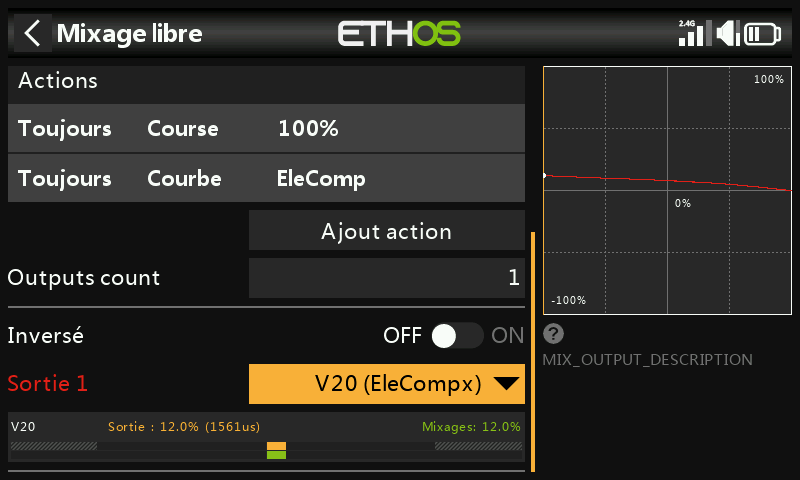 Mixage libre
ETHOS
2.4G
Actions
Toujours Course 100%
Toujours Courbe EleComp
Ajout action
Outputs count 1
Inversé OFF ON
Sortie 1 V20 (EleCompx)
V20 Sortie : 12.0% (1561us) Mixages: 12.0%
100%
0%
-100%
?
MIX_OUTPUT_DESCRIPTION